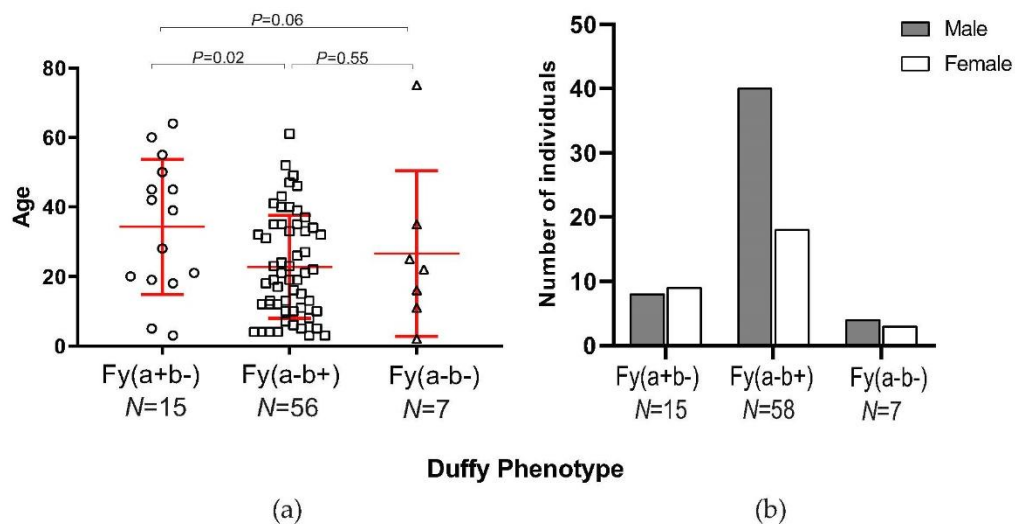 P=0.06
P=0.02
P=0.55
80
60
40
20
0
Age
Fy(a+b-)
N=15
Fy(a-b+)
N=56
Fy(a-b-)
N=7
50
40
30
20
10
0
Number of individuals
Male
Female
Fy(a+b-)
N=15
Fy(a-b+)
N=58
Fy(a-b-)
N=7
Duffy Phenotype
(a)
(b)